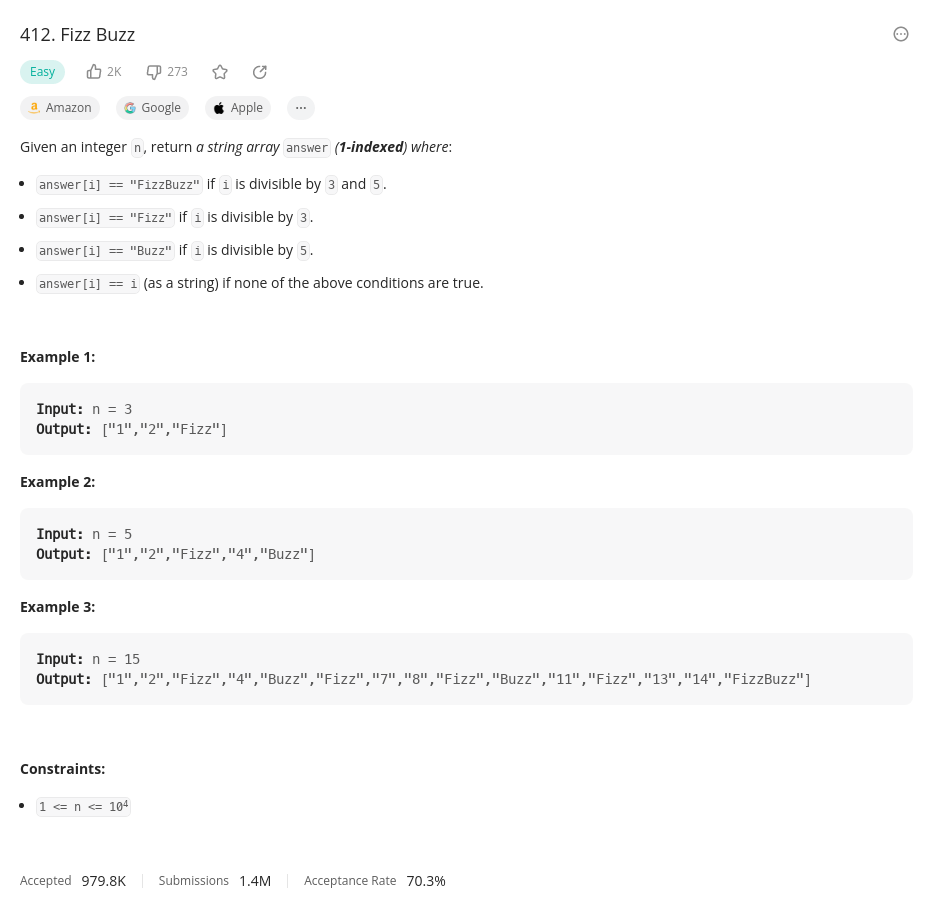 412. Fizz Buzz
Easy 2K 273
Amazon Google Apple ...
Given an integer n, return a string array answer (1-indexed) where:
• answer[i] == "FizzBuzz" if i is divisible by 3 and 5.
• answer[i] == "Fizz" if i is divisible by 3.
• answer[i] == "Buzz" if i is divisible by 5.
• answer[i] == i (as a string) if none of the above conditions are true.
Example 1:
Input: n = 3
Output: ["1","2","Fizz"]
Example 2:
Input: n = 5
Output: ["1","2","Fizz","4","Buzz"]
Example 3:
Input: n = 15
Output: ["1","2","Fizz","4","Buzz","Fizz","7","8","Fizz","Buzz","11","Fizz","13","14","FizzBuzz"]
Constraints:
• 1 <= n <= 10⁴
Accepted 979.8K Submissions 1.4M Acceptance Rate 70.3%